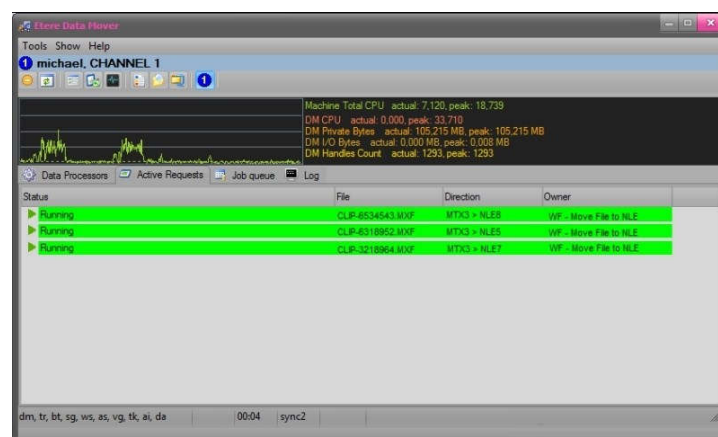 Etere Data Mover
Tools Show Help
1 michael, CHANNEL 1
1
Machine Total CPU actual: 7,120, peak: 18,739
DM CPU actual: 0,000, peak: 33,710
DM Private Bytes actual: 105,215 MB, peak: 105,215 MB
DM I/O Bytes actual: 0,000 MB, peak: 0,008 MB
DM Handles Count actual: 1293, peak: 1293
Data Processors Active Requests Job queue Log
Status File Direction Owner
Running CLIP-6534543.MXF MTX3 > NLE8 WF - Move File to NLE
Running CLIP-6318952.MXF MTX3 > NLE5 WF - Move File to NLE
Running CLIP-3218964.MXF MTX3 > NLE7 WF - Move File to NLE
dm, tr, bt, sg, ws, as, vg, tk, ai, da 00:04 sync2